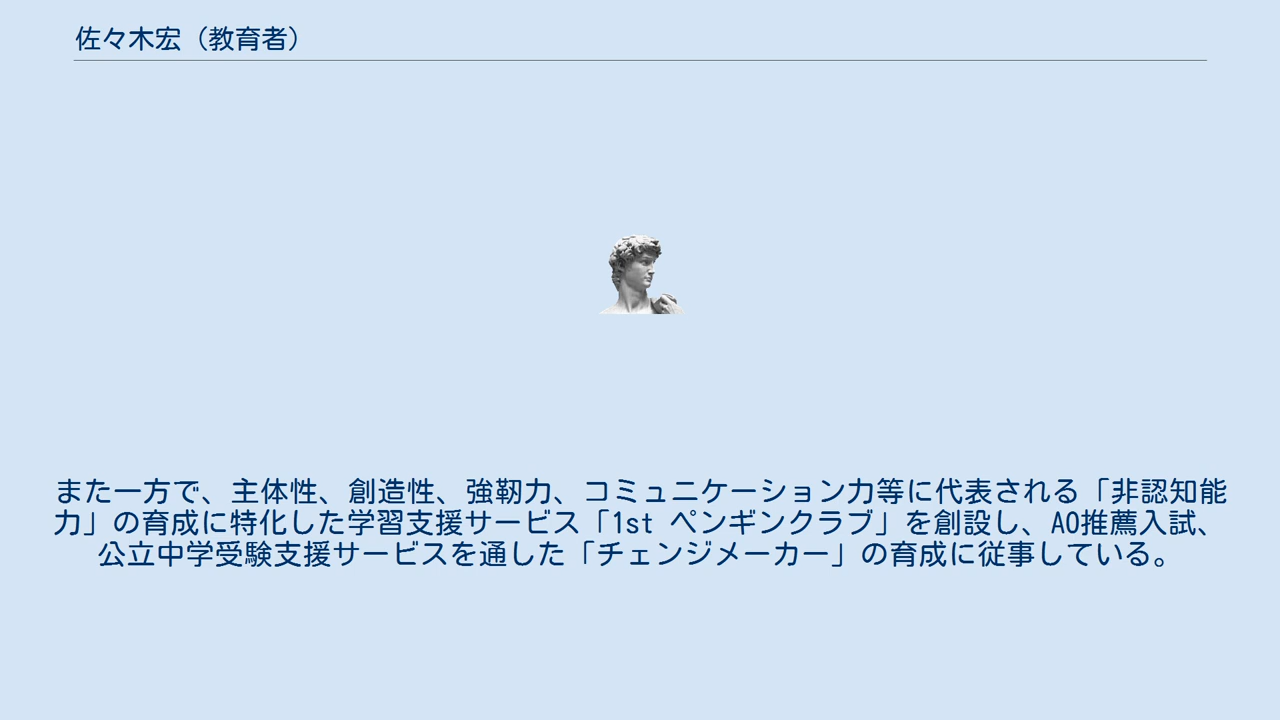 佐々木宏（教育者）
また一方で、主体性、創造性、強靭力、コミュニケーション力等に代表される「非認知能
力」の育成に特化した学習支援サービス「1st ペンギンクラブ」を創設し、AO推薦入試、
公立中学受験支援サービスを通した「チェンジメーカー」の育成に従事している。